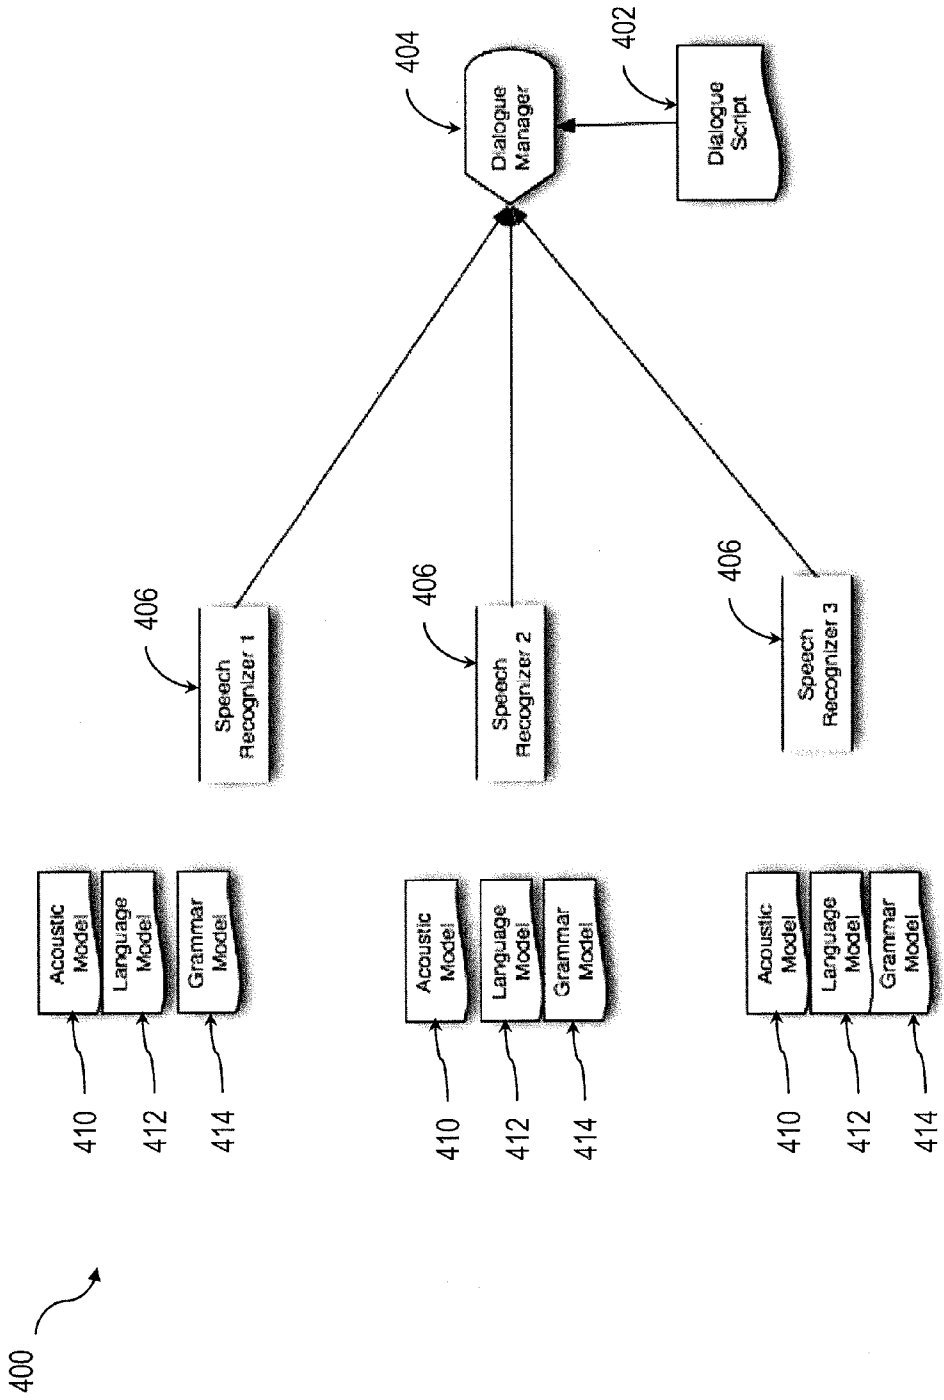 400
410
Acoustic
Model
412
Language
Model
414
Grammar
Model
406
Speech
Recognizer 1
410
Acoustic
Model
412
Language
Model
414
Grammar
Model
406
Speech
Recognizer 2
404
Dialogue
Manager
402
Dialogue
Script
410
Acoustic
Model
412
Language
Model
414
Grammar
Model
406
Speech
Recognizer 3